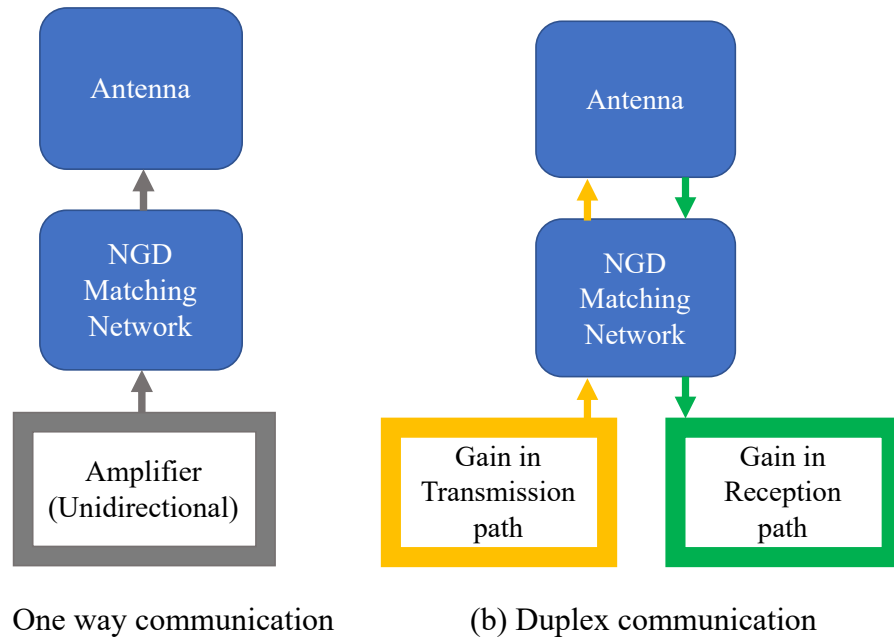 Antenna
NGD
Matching
Network
Amplifier
(Unidirectional)
One way communication
Antenna
NGD
Matching
Network
Gain in
Transmission
path
Gain in
Reception
path
(b) Duplex communication